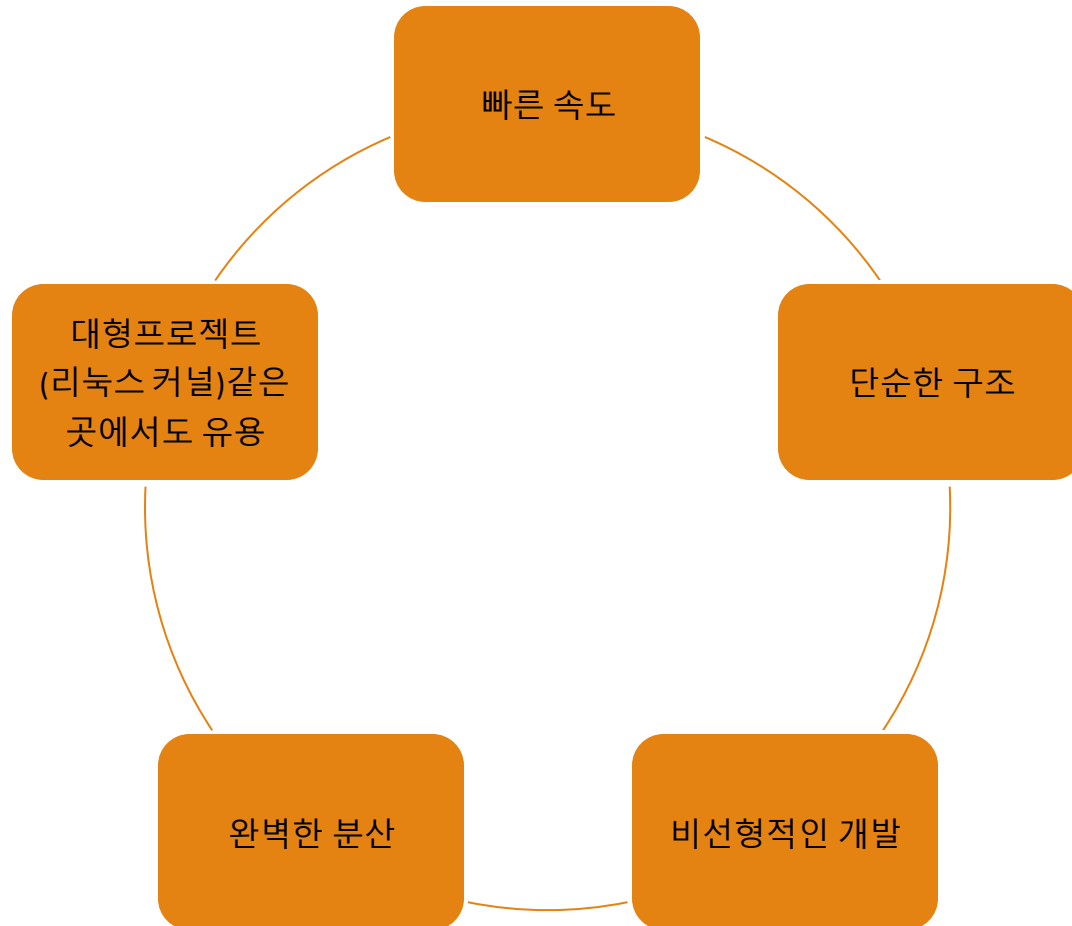 빠른 속도
단순한 구조
비선형적인 개발
완벽한 분산
대형프로젝트
(리눅스 커널)같은
곳에서도 유용